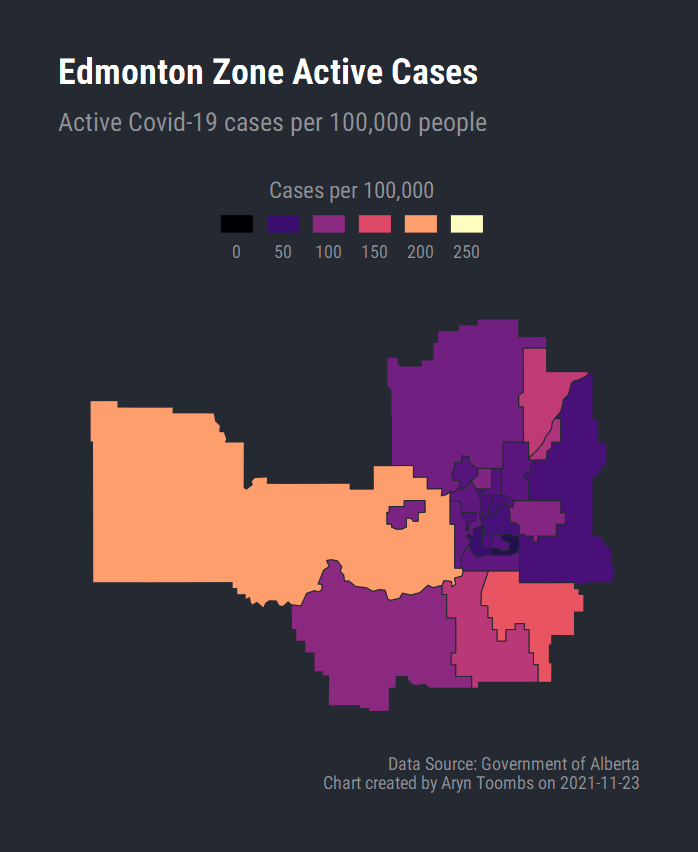 Edmonton Zone Active Cases
Active Covid-19 cases per 100,000 people
Cases per 100,000
0 50 100 150 200 250
Data Source: Government of Alberta
Chart created by Aryn Toombs on 2021-11-23